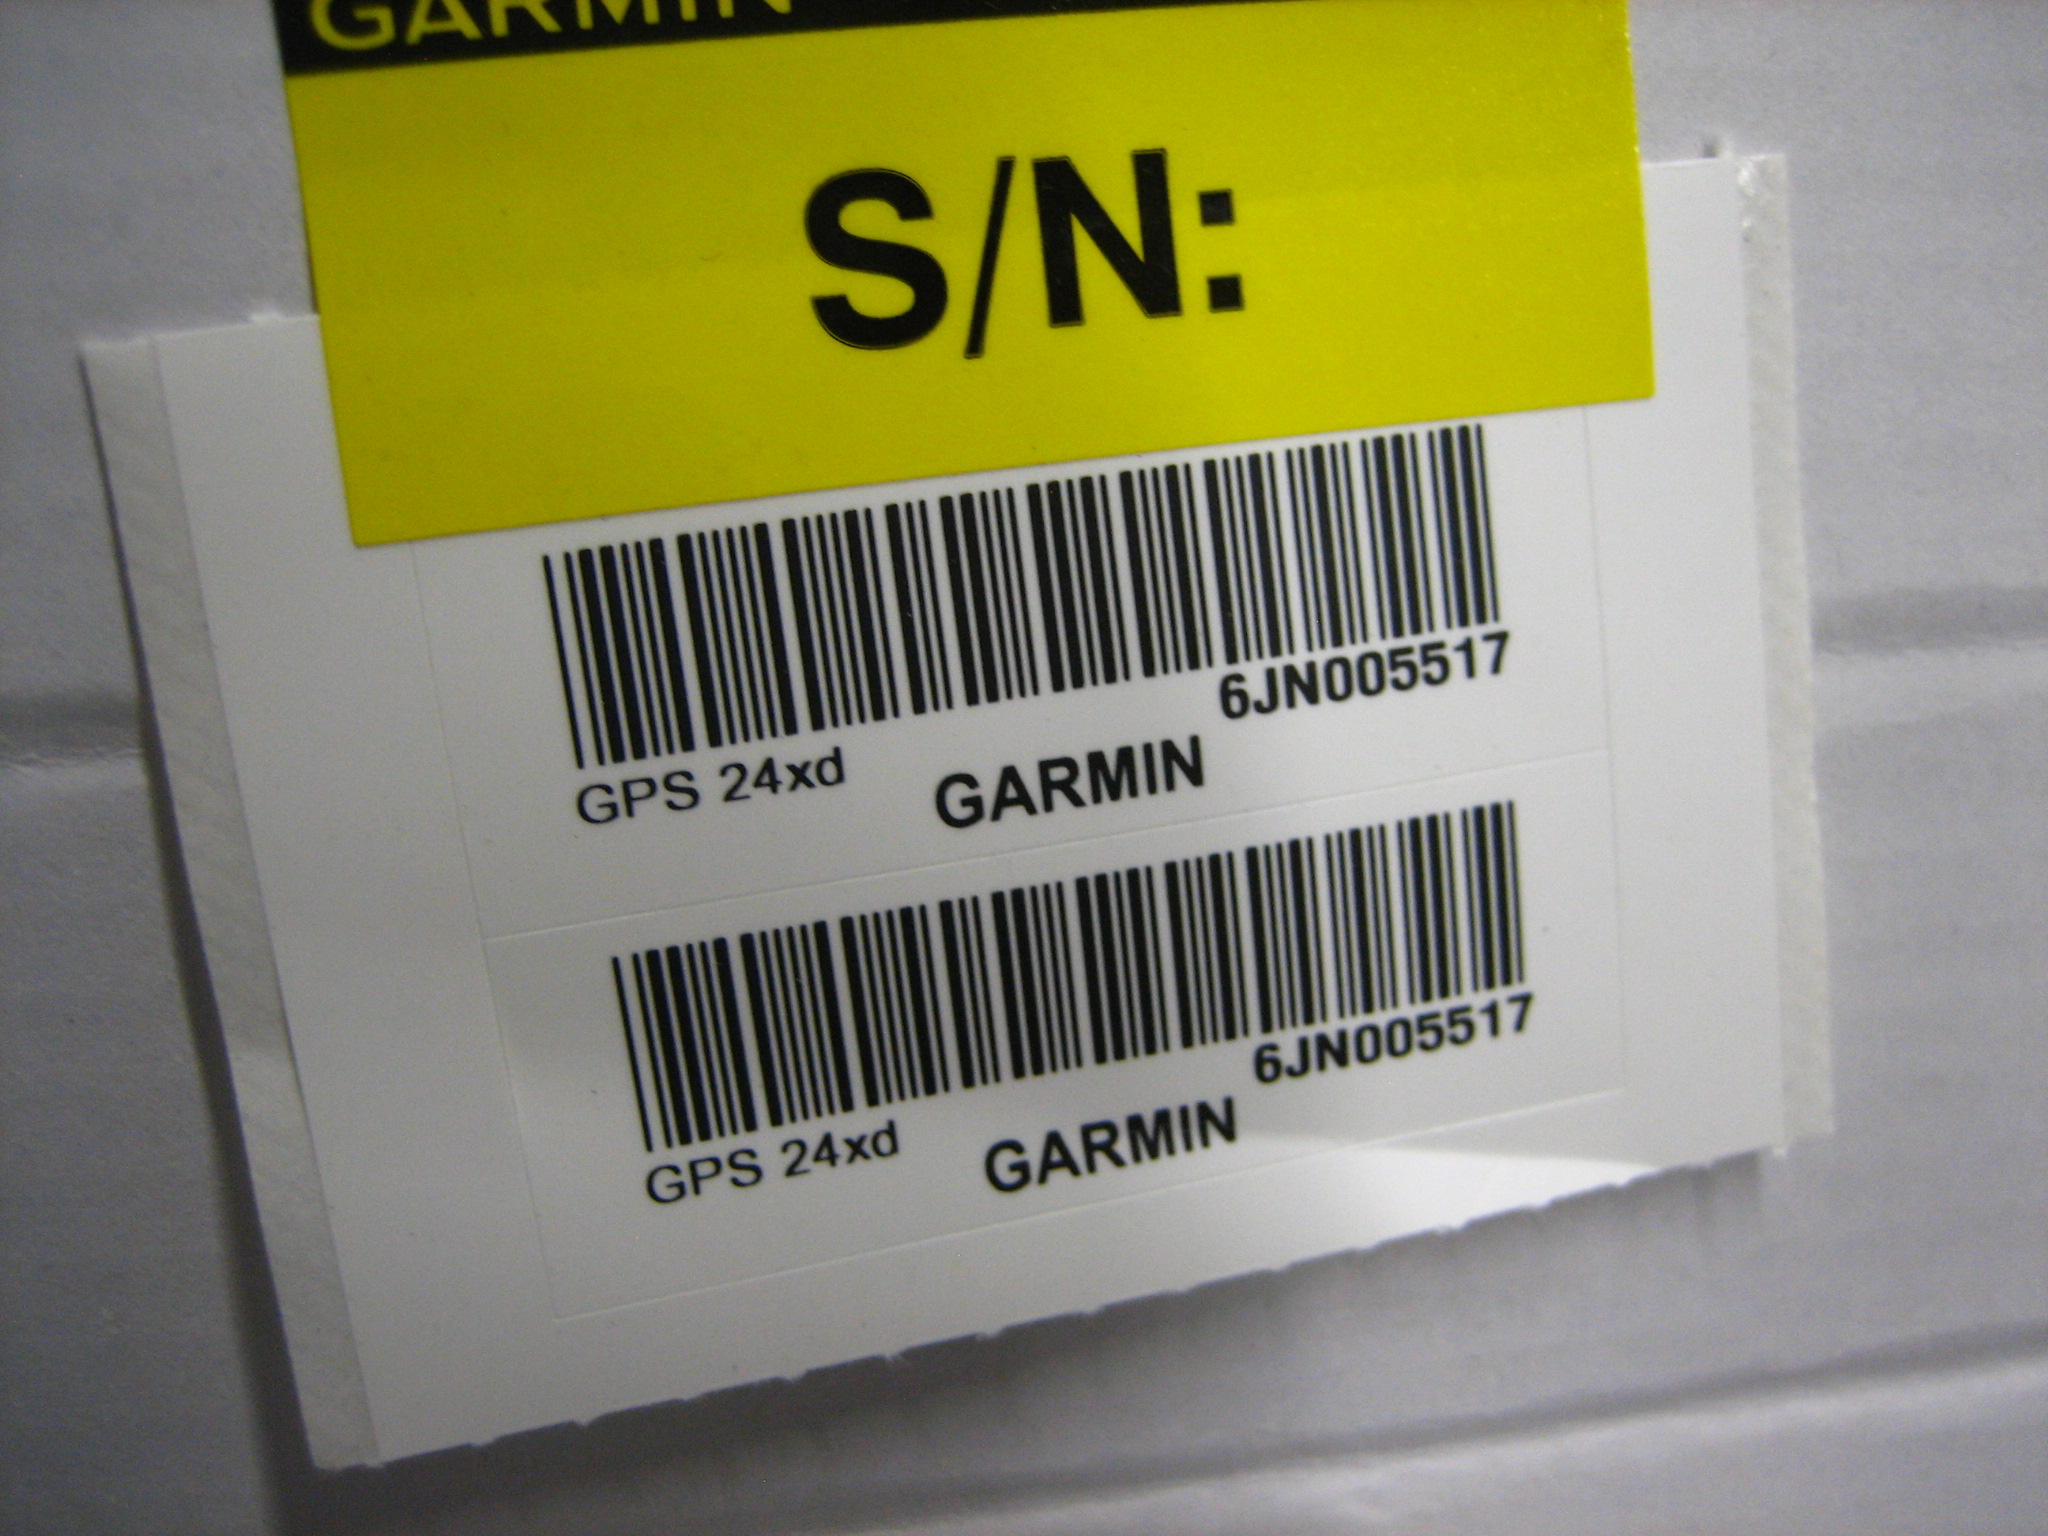 GARMIN
S/N:
6JN005517
GPS 24xd GARMIN
6JN005517
GPS 24xd GARMIN